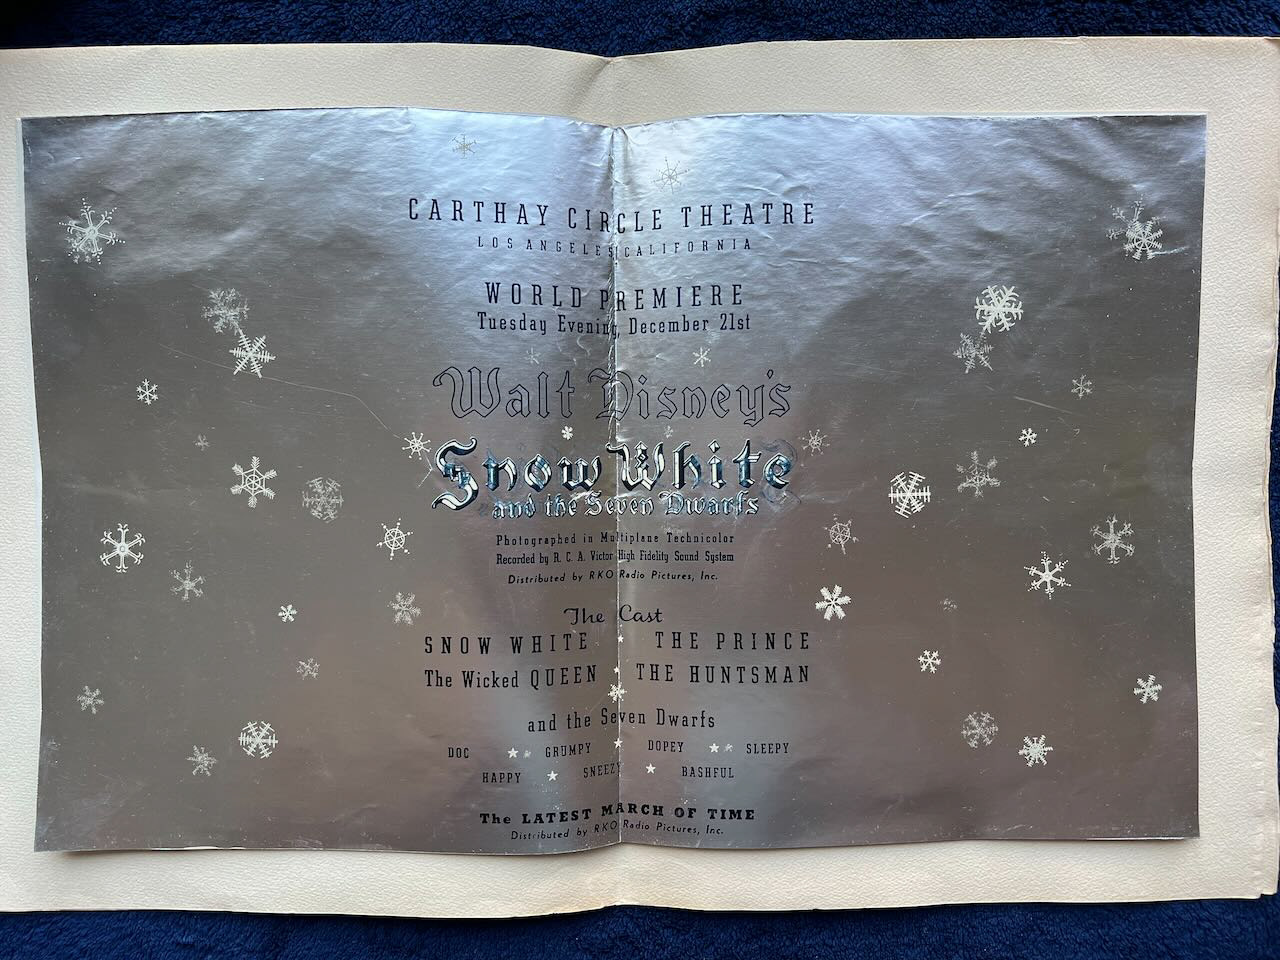 CARTHAY CIRCLE THEATRE
LOS ANGELES CALIFORNIA
WORLD PREMIERE
Tuesday Evening, December 21st
Walt Disney's
Snow White
and the Seven Dwarfs
Photographed in Multiplane Technicolor
Recorded by R. C. A. Victor High Fidelity Sound System
Distributed by RKO Radio Pictures, Inc.
The Cast
SNOW WHITE THE PRINCE
The Wicked QUEEN THE HUNTSMAN
and the Seven Dwarfs
DOC GRUMPY DOPEY SLEEPY
HAPPY SNEEZY BASHFUL
The LATEST MARCH OF TIME
Distributed by RKO Radio Pictures, Inc.